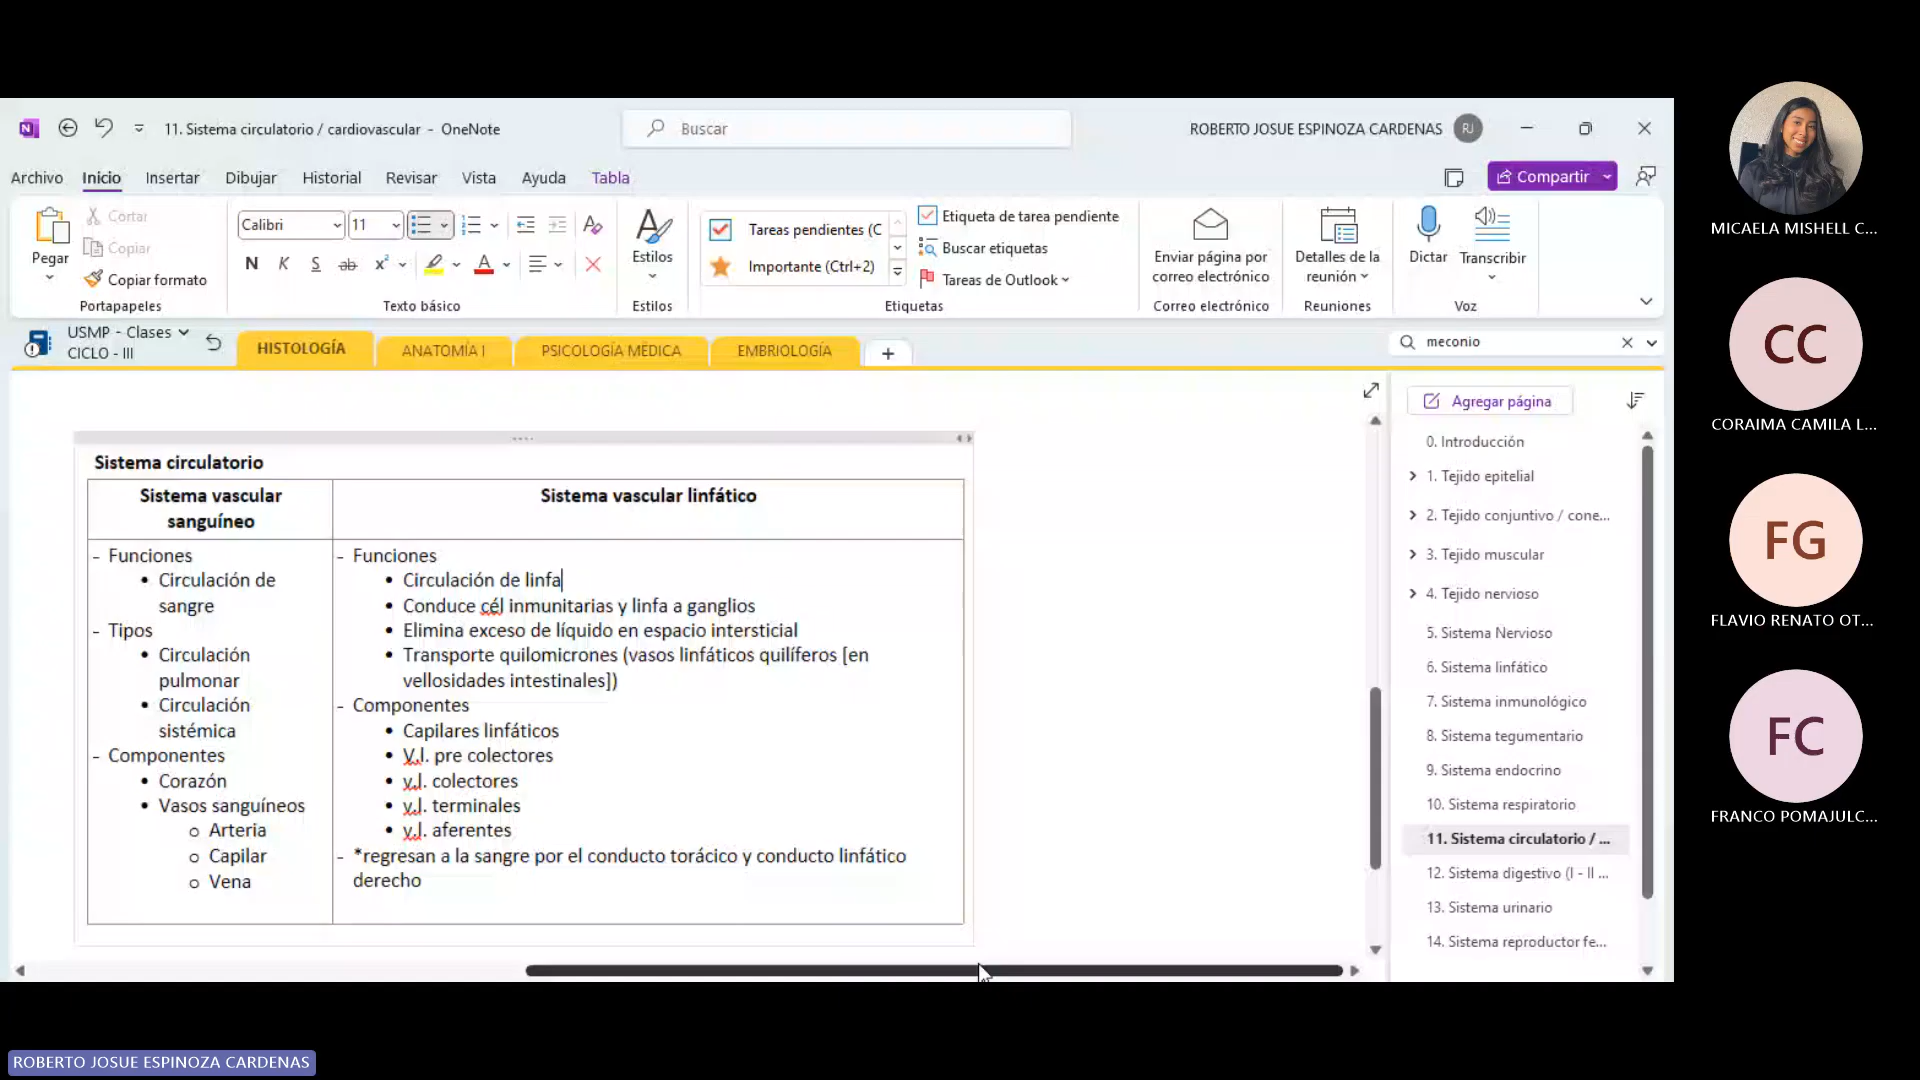 11. Sistema circulatorio / cardiovascular - OneNote
Buscar
ROBERTO JOSUE ESPINOZA CARDENAS
RJ
Archivo Inicio Insertar Dibujar Historial Revisar Vista Ayuda Tabla
Compartir
Pegar
Cortar
Copiar
Copiar formato
Portapapeles
Calibri
11
N K S ab x² A
Texto básico
Estilos
Estilos
Tareas pendientes (C
Importante (Ctrl+2)
Etiqueta de tarea pendiente
Buscar etiquetas
Tareas de Outlook
Etiquetas
Enviar página por
correo electrónico
Correo electrónico
Detalles de la
reunión
Reuniones
Dictar
Transcribir
Voz
USMP - Clases
CICLO - III
HISTOLOGÍA
ANATOMÍA I
PSICOLOGÍA MÉDICA
EMBRIOLOGÍA
+
meconio
Sistema circulatorio
Sistema vascular
sanguíneo
- Funciones
• Circulación de
sangre
- Tipos
• Circulación
pulmonar
• Circulación
sistémica
- Componentes
• Corazón
• Vasos sanguíneos
o Arteria
o Capilar
o Vena
Sistema vascular linfático
- Funciones
• Circulación de linfa
• Conduce cél inmunitarias y linfa a ganglios
• Elimina exceso de líquido en espacio intersticial
• Transporte quilomicrones (vasos linfáticos quilíferos [en
vellosidades intestinales])
- Componentes
• Capilares linfáticos
• V.l. pre colectores
• v.l. colectores
• v.l. terminales
• v.l. aferentes
- *regresan a la sangre por el conducto torácico y conducto linfático
derecho
Agregar página
0. Introducción
1. Tejido epitelial
2. Tejido conjuntivo / cone...
3. Tejido muscular
4. Tejido nervioso
5. Sistema Nervioso
6. Sistema linfático
7. Sistema inmunológico
8. Sistema tegumentario
9. Sistema endocrino
10. Sistema respiratorio
11. Sistema circulatorio / ...
12. Sistema digestivo (I - II ...
13. Sistema urinario
14. Sistema reproductor fe...
MICAELA MISHELL C...
CC
CORAIMA CAMILA L...
FG
FLAVIO RENATO OT...
FC
FRANCO POMAJULC...
ROBERTO JOSUE ESPINOZA CARDENAS